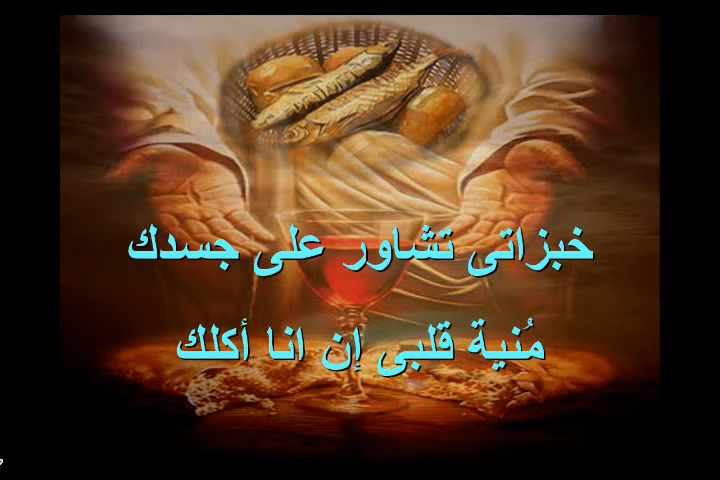 خبزاتى تشاور على جسدك
مُنية قلبى إن انا أكلك